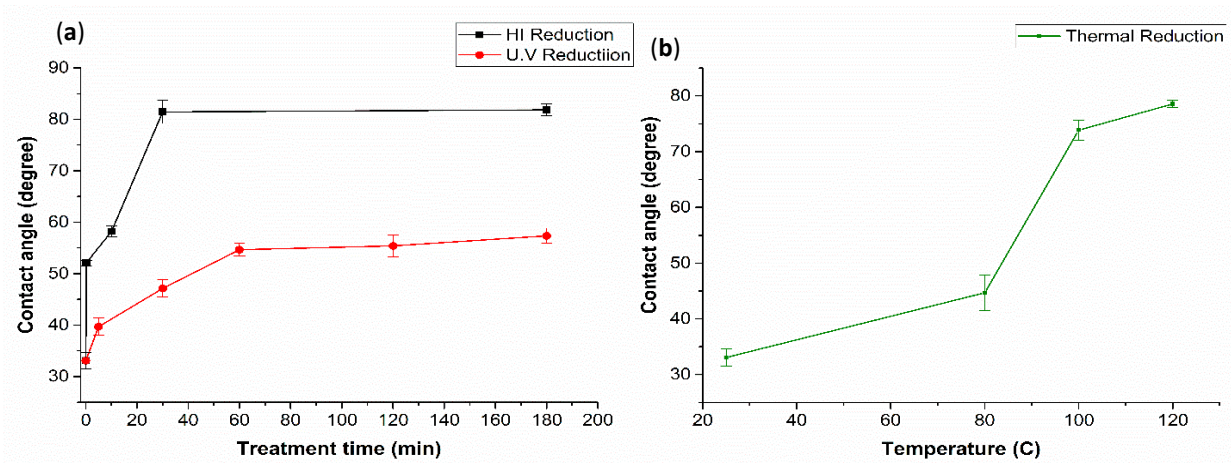 (a)
HI Reduction
U.V Reductiion
90
80
70
60
50
40
30
Contact angle (degree)
0 20 40 60 80 100 120 140 160 180 200
Treatment time (min)
(b)
Thermal Reduction
80
70
60
50
40
30
Contact angle (degree)
20 40 60 80 100 120
Temperature (C)